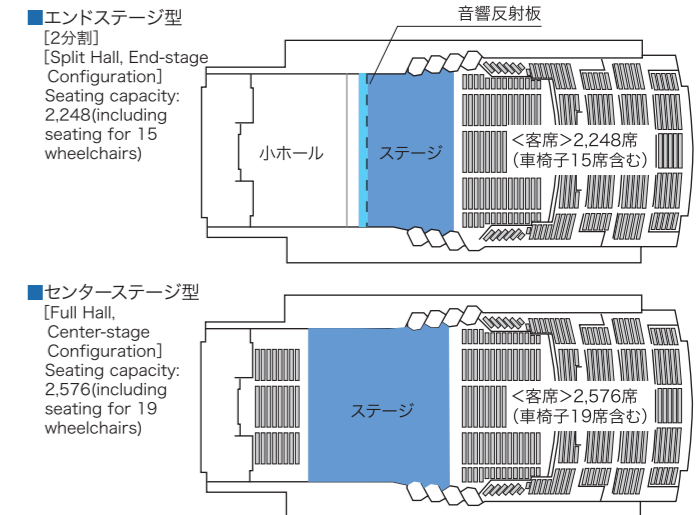 ■エンドステージ型
[2分割]
[Split Hall, End-stage
Configuration]
Seating capacity:
2,248(including
seating for 15
wheelchairs)
音響反射板
小ホール
ステージ
＜客席＞2,248席
（車椅子15席含む）
■センターステージ型
[Full Hall,
Center-stage
Configuration]
Seating capacity:
2,576(including
seating for 19
wheelchairs)
ステージ
＜客席＞2,576席
（車椅子19席含む）